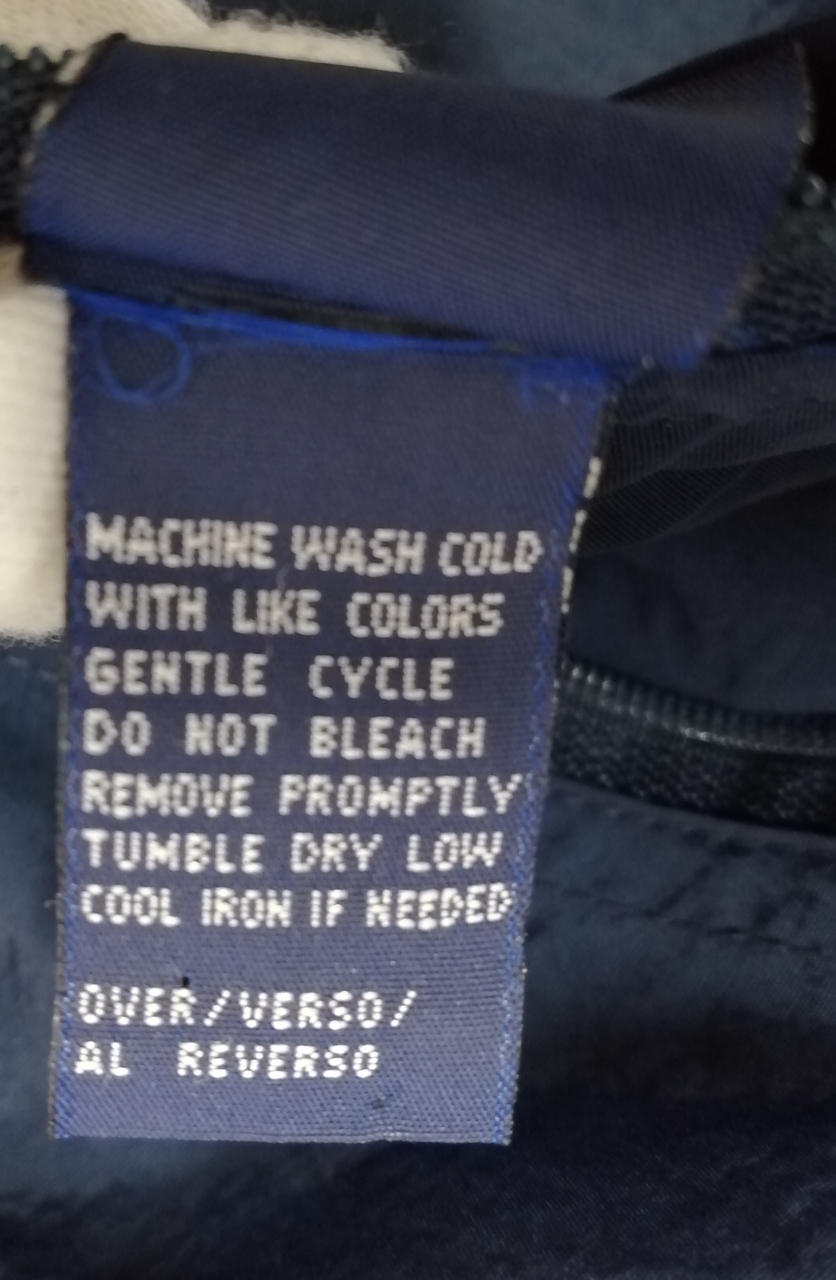 MACHINE WASH COLD
WITH LIKE COLORS
GENTLE CYCLE
DO NOT BLEACH
REMOVE PROMPTLY
TUMBLE DRY LOW
COOL IRON IF NEEDED
OVER/VERSO/
AL REVERSO